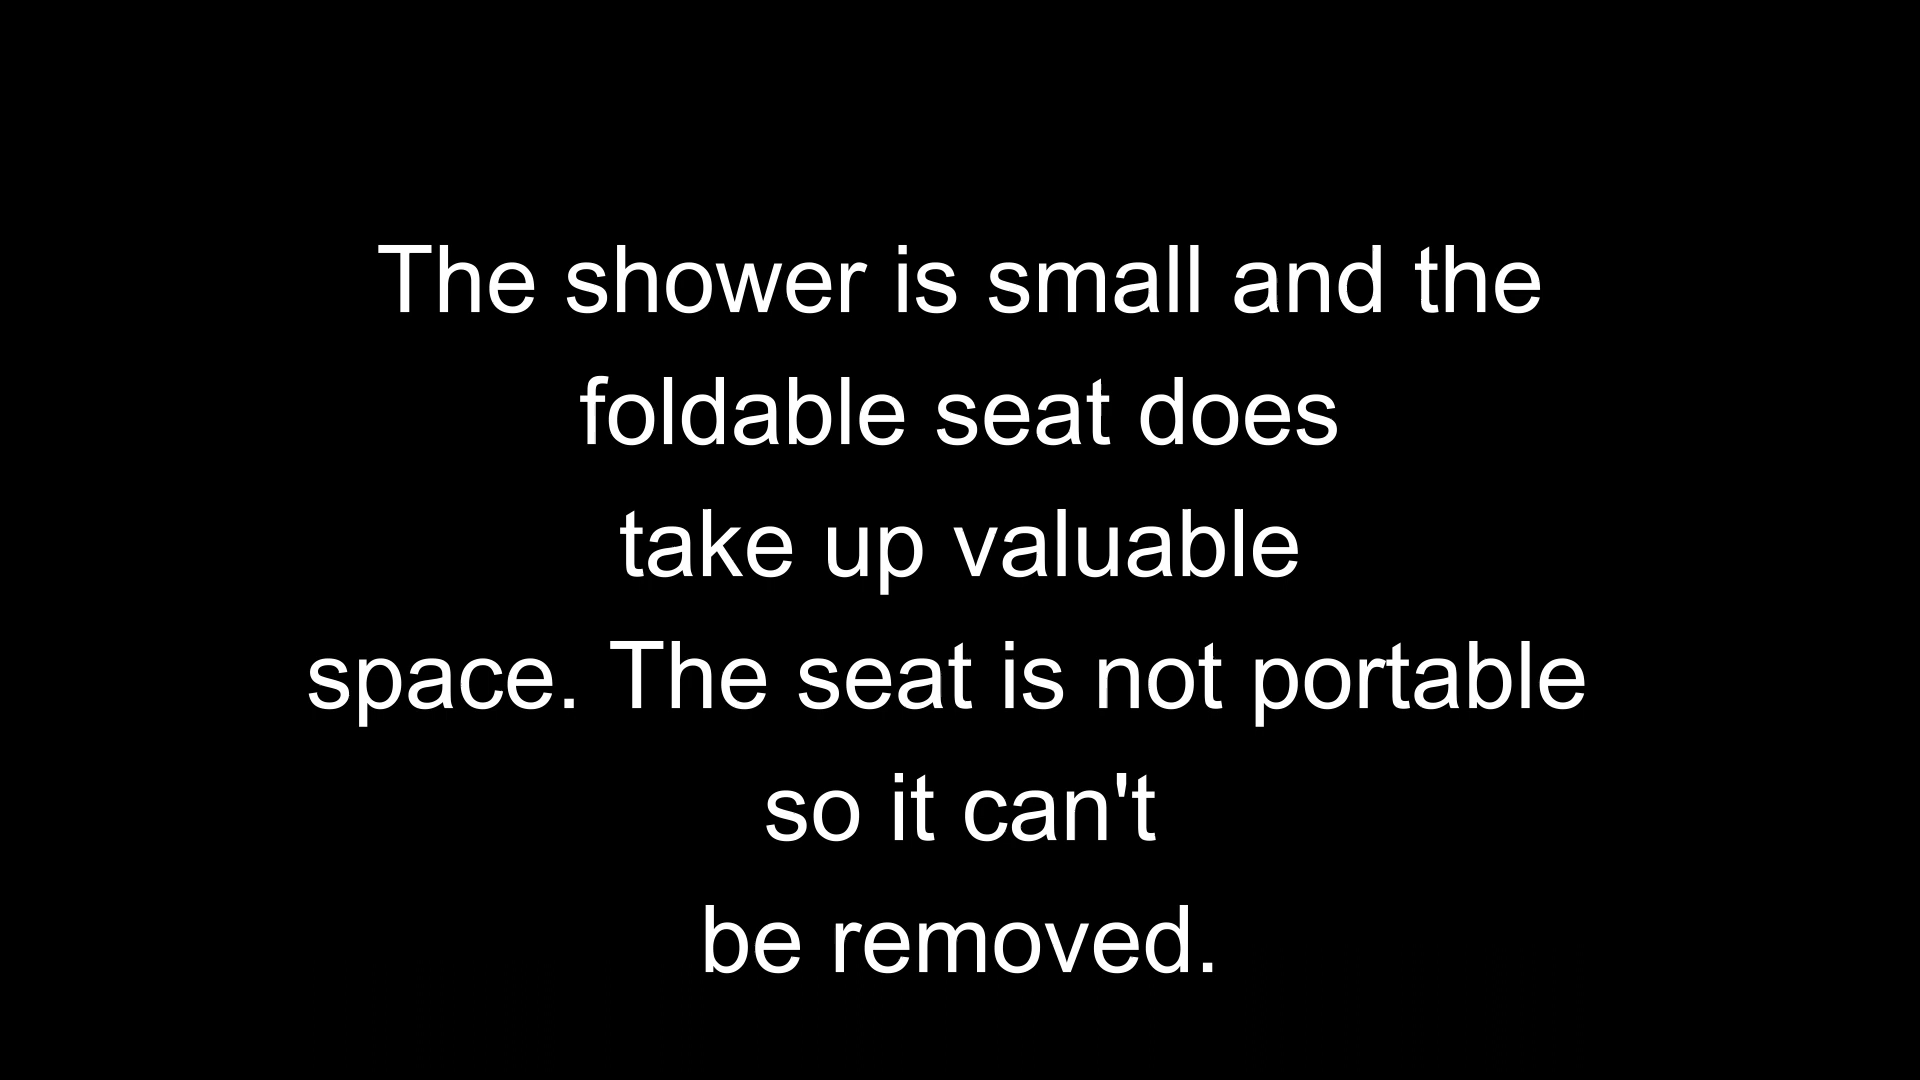 The shower is small and the
foldable seat does
take up valuable
space. The seat is not portable
so it can't
be removed.